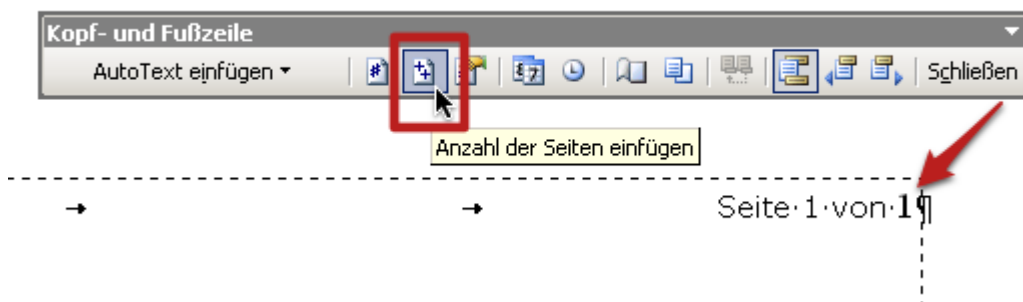 Kopf- und Fußzeile
AutoText einfügen Schließen
Anzahl der Seiten einfügen
Seite·1·von·1¶